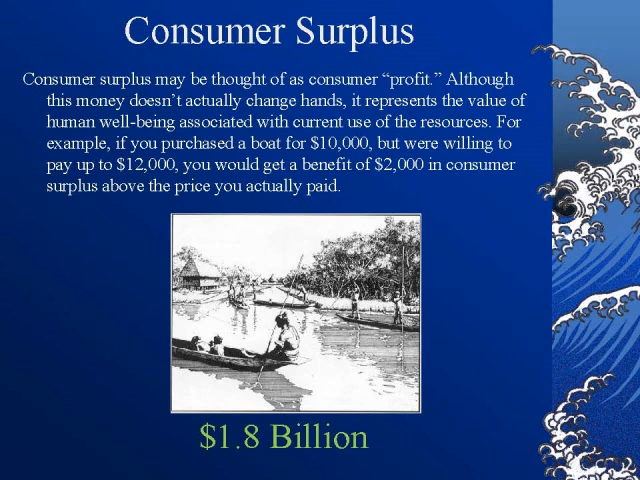 Consumer Surplus
Consumer surplus may be thought of as consumer “profit.” Although
this money doesn’t actually change hands, it represents the value of
human well-being associated with current use of the resources. For
example, if you purchased a boat for $10,000, but were willing to
pay up to $12,000, you would get a benefit of $2,000 in consumer
surplus above the price you actually paid.
$1.8 Billion